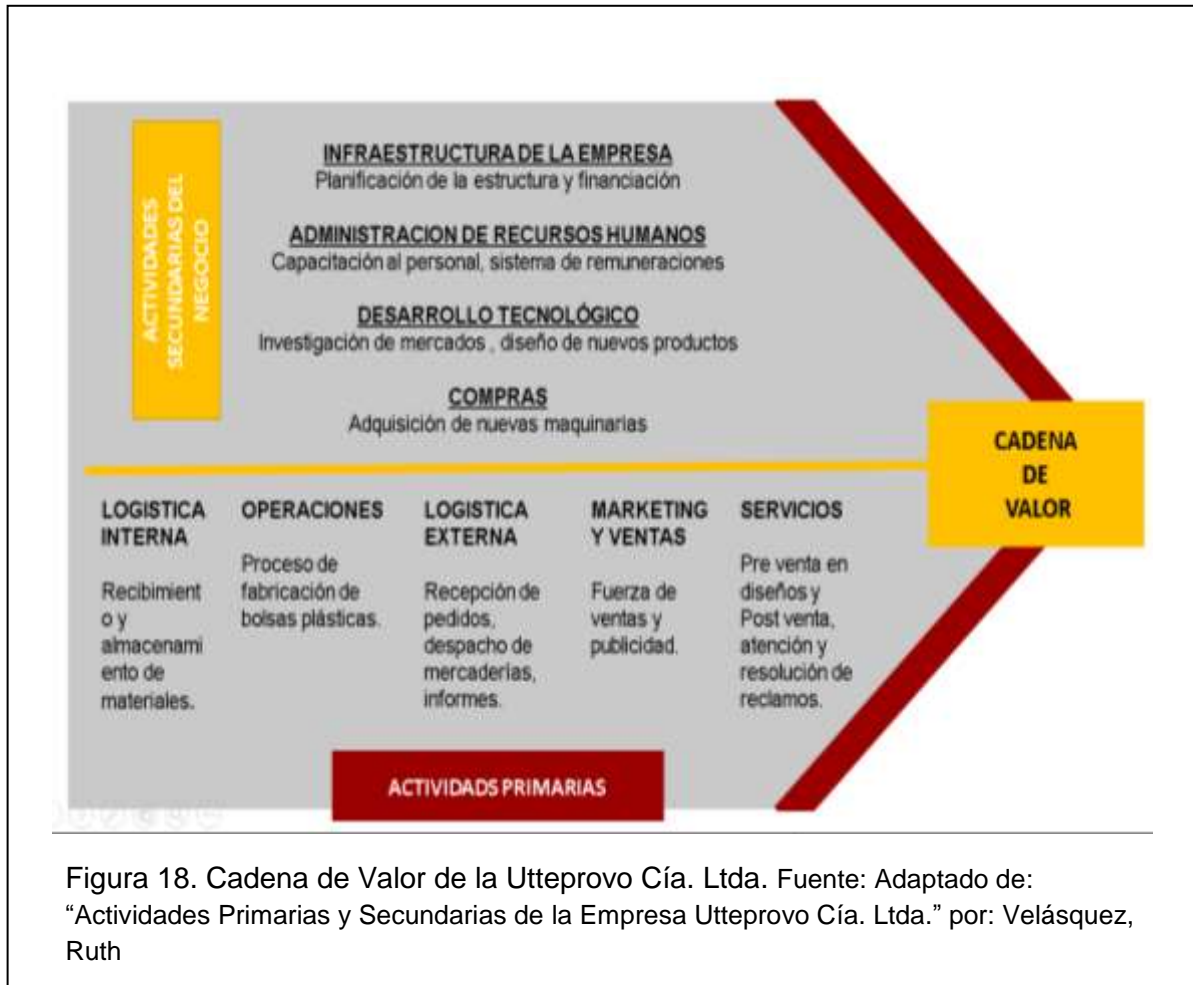 ACTIVIDADES
SECUNDARIAS DEL
NEGOCIO
INFRAESTRUCTURA DE LA EMPRESA
Planificación de la estructura y financiación
ADMINISTRACION DE RECURSOS HUMANOS
Capacitación al personal, sistema de remuneraciones
DESARROLLO TECNOLÓGICO
Investigación de mercados , diseño de nuevos productos
COMPRAS
Adquisición de nuevas maquinarias
CADENA
DE
VALOR
LOGISTICA
INTERNA
Recibimient
o y
almacenami
ento de
materiales.
OPERACIONES
Proceso de
fabricación de
bolsas plásticas.
LOGISTICA
EXTERNA
Recepción de
pedidos,
despacho de
mercaderías,
informes.
MARKETING
Y VENTAS
Fuerza de
ventas y
publicidad.
SERVICIOS
Pre venta en
diseños y
Post venta,
atención y
resolución de
reclamos.
ACTIVIDADS PRIMARIAS
Figura 18. Cadena de Valor de la Utteprovo Cía. Ltda. Fuente: Adaptado de:
“Actividades Primarias y Secundarias de la Empresa Utteprovo Cía. Ltda.” por: Velásquez,
Ruth